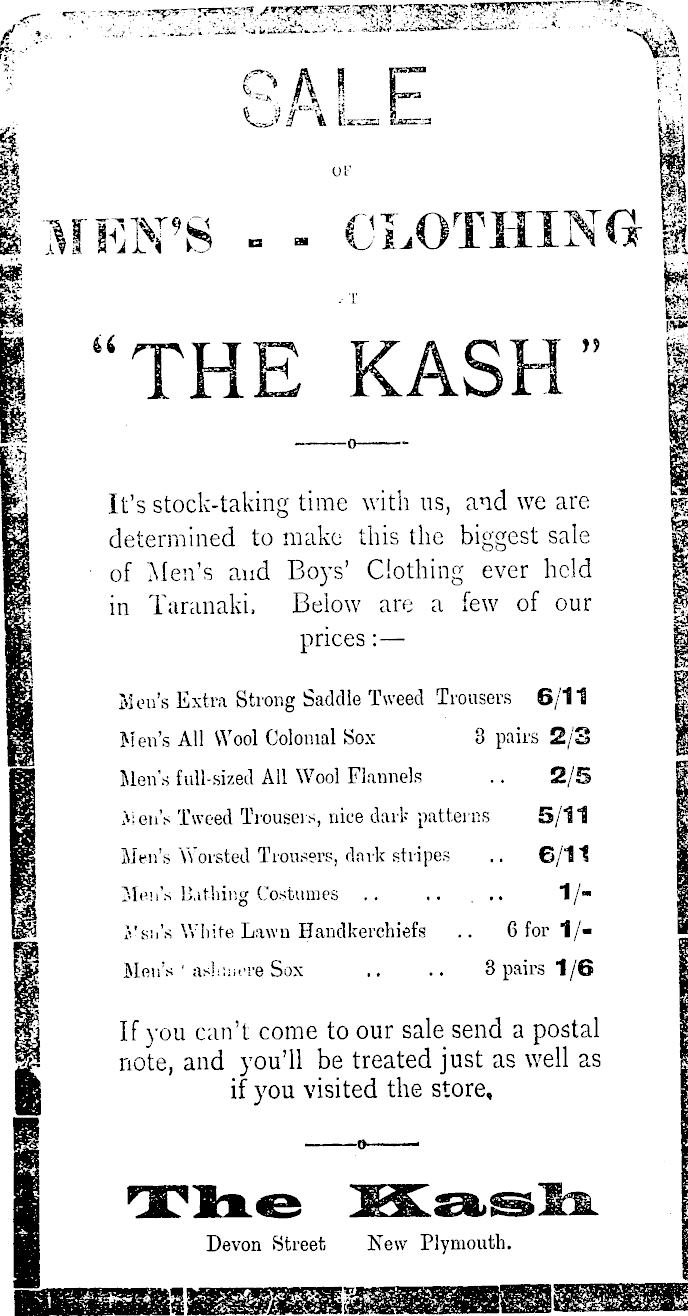 SALE
OF
MEN'S - - CLOTHING
AT
"THE KASH"
It's stock-taking time with us, and we are
determined to make this the biggest sale
of Men's and Boys' Clothing ever held
in Taranaki. Below are a few of our
prices :—
Men's Extra Strong Saddle Tweed Trousers 6/11
Men's All Wool Colonial Sox 3 pairs 2/3
Men's full-sized All Wool Flannels .. 2/5
Men's Tweed Trousers, nice dark patterns 5/11
Men's Worsted Trousers, dark stripes .. 6/11
Men's Bathing Costumes .. .. .. 1/-
Men's White Lawn Handkerchiefs .. 6 for 1/-
Men's Cashmere Sox .. .. 3 pairs 1/6
If you can't come to our sale send a postal
note, and you'll be treated just as well as
if you visited the store.
The Kash
Devon Street New Plymouth.